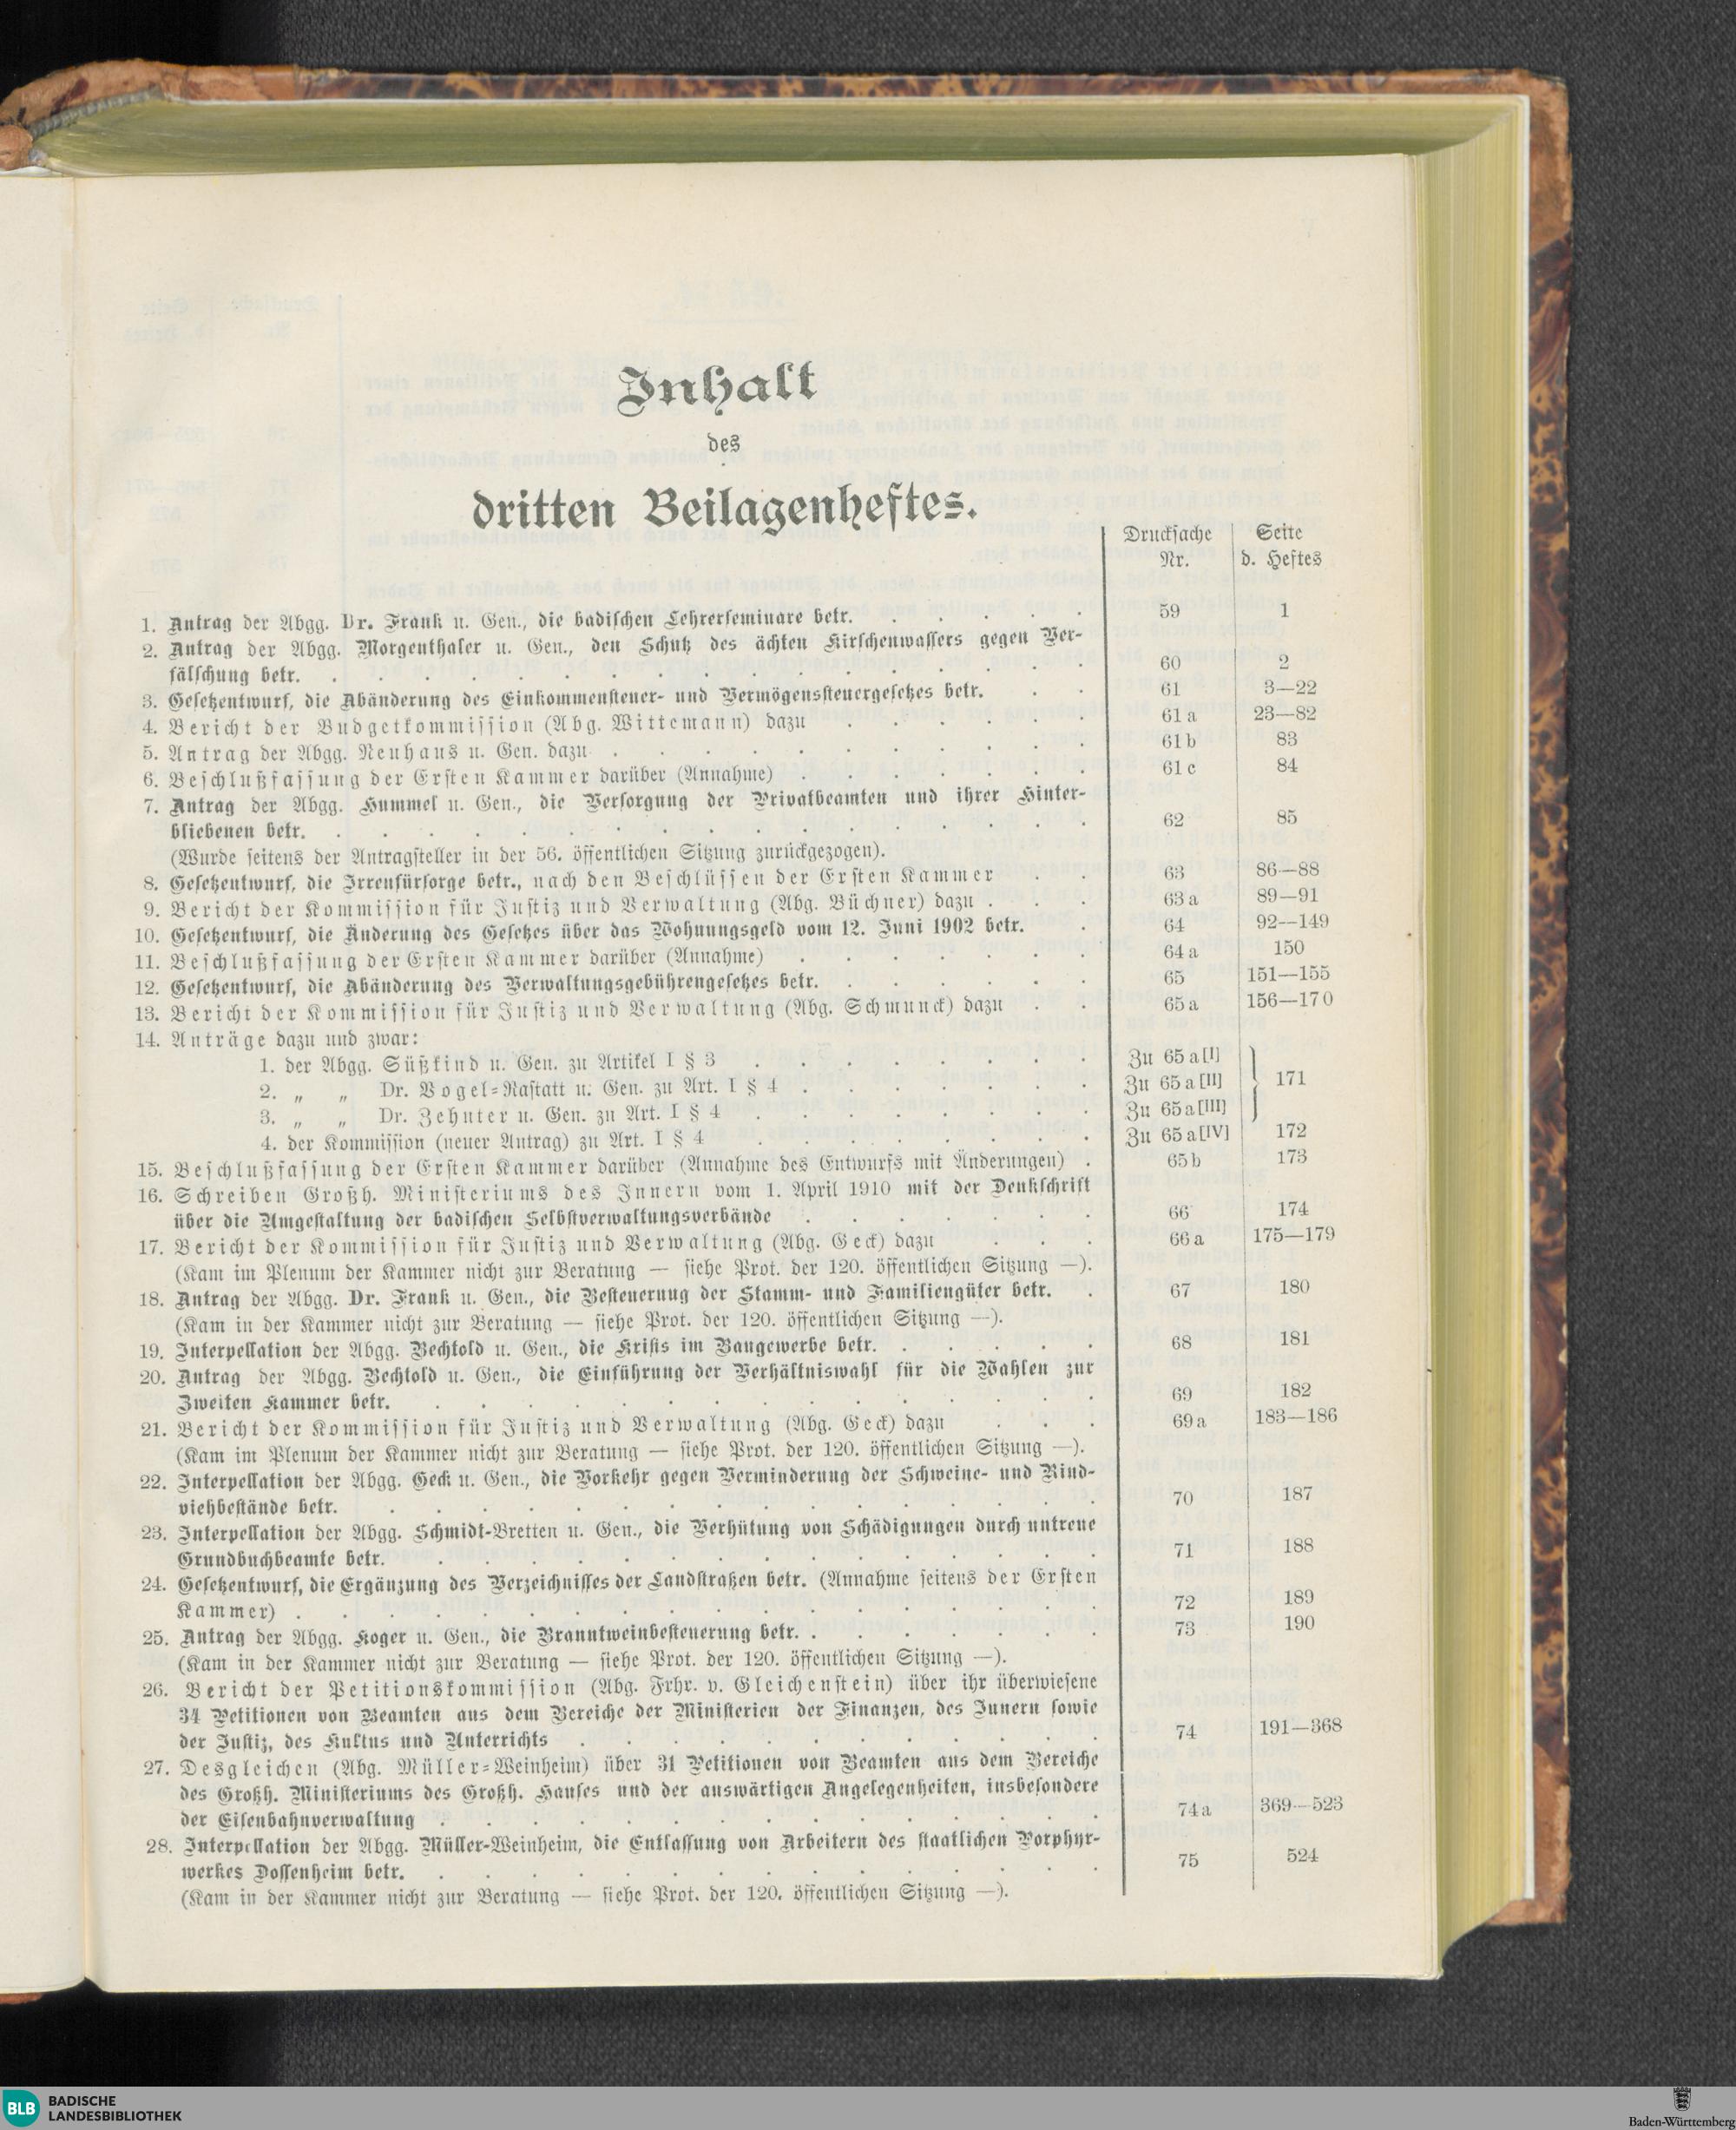 Inhalt
des
dritten Beilagenheftes.
Drucksache Nr. Seite d. Heftes
1. Antrag der Abgg. Dr. Frank u. Gen., die badischen Lehrerseminare betr. 59 1
2. Antrag der Abgg. Morgenthaler u. Gen., den Schutz des ächten Kirschenwassers gegen Ver-
fälschung betr. 60 2
3. Gesetzentwurf, die Abänderung des Einkommensteuer- und Vermögenssteuergesetzes betr. 61 3—22
4. Bericht der Budgetkommission (Abg. Wittemann) dazu 61 a 23—82
5. Antrag der Abgg. Neuhaus u. Gen. dazu 61 b 83
6. Beschlußfassung der Ersten Kammer darüber (Annahme) 61 c 84
7. Antrag der Abgg. Hummel u. Gen., die Versorgung der Privatbeamten und ihrer Hinter-
bliebenen betr. 62 85
(Wurde seitens der Antragsteller in der 56. öffentlichen Sitzung zurückgezogen).
8. Gesetzentwurf, die Irrenfürsorge betr., nach den Beschlüssen der Ersten Kammer 63 86—88
9. Bericht der Kommission für Justiz und Verwaltung (Abg. Büchner) dazu 63 a 89—91
10. Gesetzentwurf, die Änderung des Gesetzes über das Wohnungsgeld vom 12. Juni 1902 betr. 64 92—149
11. Beschlußfassung der Ersten Kammer darüber (Annahme) 64 a 150
12. Gesetzentwurf, die Abänderung des Verwaltungsgebührengesetzes betr. 65 151—155
13. Bericht der Kommission für Justiz und Verwaltung (Abg. Schmunck) dazu 65 a 156—170
14. Anträge dazu und zwar:
1. der Abgg. Süßkind u. Gen. zu Artikel I § 3 Zu 65 a [I]
2. „ „ Dr. Vogel-Rastatt u. Gen. zu Art. I § 4 Zu 65 a [II] 171
3. „ „ Dr. Zehnter u. Gen. zu Art. I § 4 Zu 65 a [III]
4. der Kommission (neuer Antrag) zu Art. I § 4 Zu 65 a [IV] 172
15. Beschlußfassung der Ersten Kammer darüber (Annahme des Entwurfs mit Änderungen) 65 b 173
16. Schreiben Großh. Ministeriums des Innern vom 1. April 1910 mit der Denkschrift
über die Umgestaltung der badischen Selbstverwaltungsverbände 66 174
17. Bericht der Kommission für Justiz und Verwaltung (Abg. Geck) dazu 66 a 175—179
(Kam im Plenum der Kammer nicht zur Beratung — siehe Prot. der 120. öffentlichen Sitzung —).
18. Antrag der Abgg. Dr. Frank u. Gen., die Besteuerung der Stamm- und Familiengüter betr. 67 180
(Kam in der Kammer nicht zur Beratung — siehe Prot. der 120. öffentlichen Sitzung —).
19. Interpellation der Abgg. Bechtold u. Gen., die Krisis im Baugewerbe betr. 68 181
20. Antrag der Abgg. Bechtold u. Gen., die Einführung der Verhältniswahl für die Wahlen zur
Zweiten Kammer betr. 69 182
21. Bericht der Kommission für Justiz und Verwaltung (Abg. Geck) dazu 69 a 183—186
(Kam im Plenum der Kammer nicht zur Beratung — siehe Prot. der 120. öffentlichen Sitzung —).
22. Interpellation der Abgg. Geck u. Gen., die Vorkehr gegen Verminderung der Schweine- und Rind-
viehbestände betr. 70 187
23. Interpellation der Abgg. Schmidt-Bretten u. Gen., die Verhütung von Schädigungen durch untreue
Grundbuchbeamte betr. 71 188
24. Gesetzentwurf, die Ergänzung des Verzeichnisses der Landstraßen betr. (Annahme seitens der Ersten
Kammer) 72 189
25. Antrag der Abgg. Koger u. Gen., die Branntweinbesteuerung betr. 73 190
(Kam in der Kammer nicht zur Beratung — siehe Prot. der 120. öffentlichen Sitzung —).
26. Bericht der Petitionskommission (Abg. Frhr. v. Gleichenstein) über ihr überwiesene
34 Petitionen von Beamten aus dem Bereiche der Ministerien der Finanzen, des Innern sowie
der Justiz, des Kultus und Unterrichts 74 191—368
27. Desgleichen (Abg. Müller-Weinheim) über 31 Petitionen von Beamten aus dem Bereiche
des Großh. Ministeriums des Großh. Hauses und der auswärtigen Angelegenheiten, insbesondere
der Eisenbahnverwaltung 74 a 369—523
28. Interpellation der Abgg. Müller-Weinheim, die Entlassung von Arbeitern des staatlichen Porphyr-
werkes Dossenheim betr. 75 524
(Kam in der Kammer nicht zur Beratung — siehe Prot. der 120. öffentlichen Sitzung —).
BLB BADISCHE
LANDESBIBLIOTHEK
Baden-Württemberg